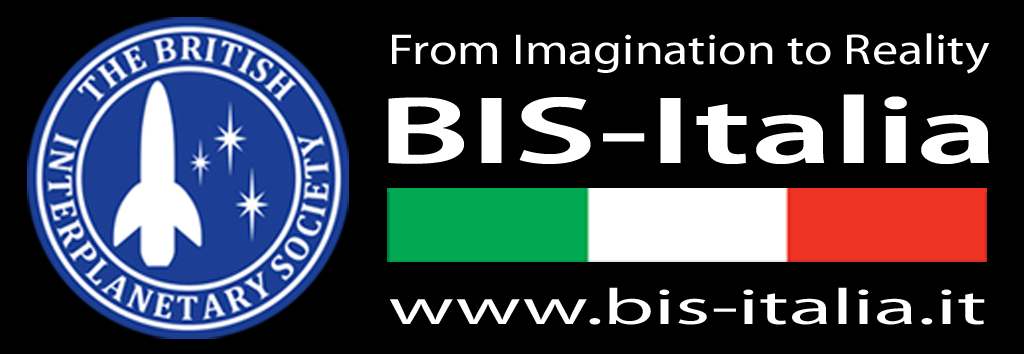 THE BRITISH
INTERPLANETARY SOCIETY
From Imagination to Reality
BIS-Italia
www.bis-italia.it